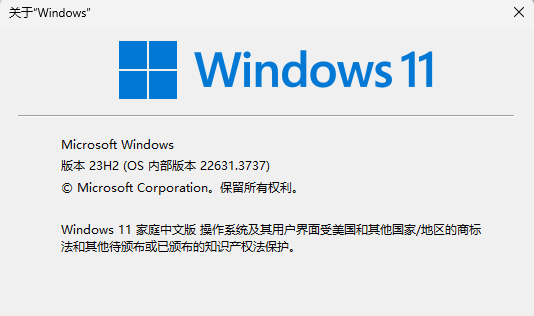 关于“Windows”
Windows 11
Microsoft Windows
版本 23H2 (OS 内部版本 22631.3737)
© Microsoft Corporation。保留所有权利。
Windows 11 家庭中文版 操作系统及其用户界面受美国和其他国家/地区的商标
法和其他待颁布或已颁布的知识产权法保护。